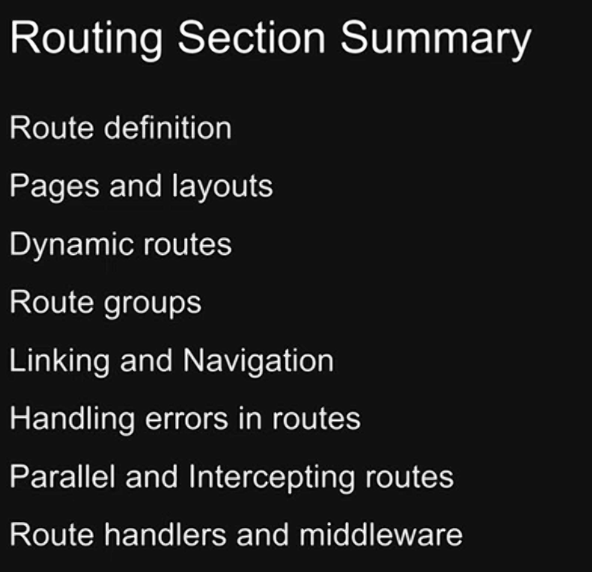 Routing Section Summary
Route definition
Pages and layouts
Dynamic routes
Route groups
Linking and Navigation
Handling errors in routes
Parallel and Intercepting routes
Route handlers and middleware